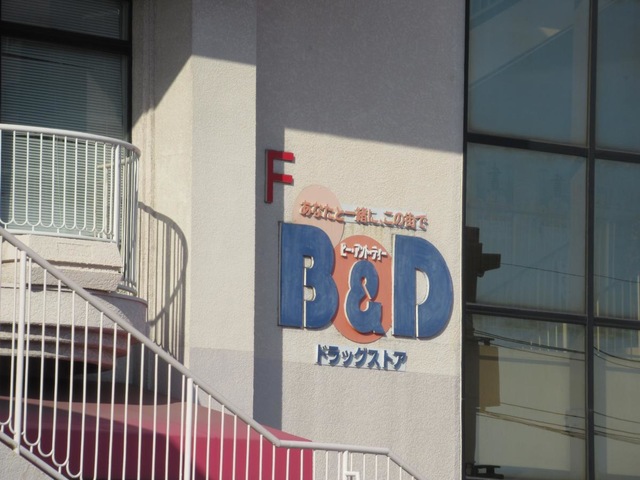 F
あなたと一緒に、この街で
B&D
ビー・アンドディー
ドラッグストア